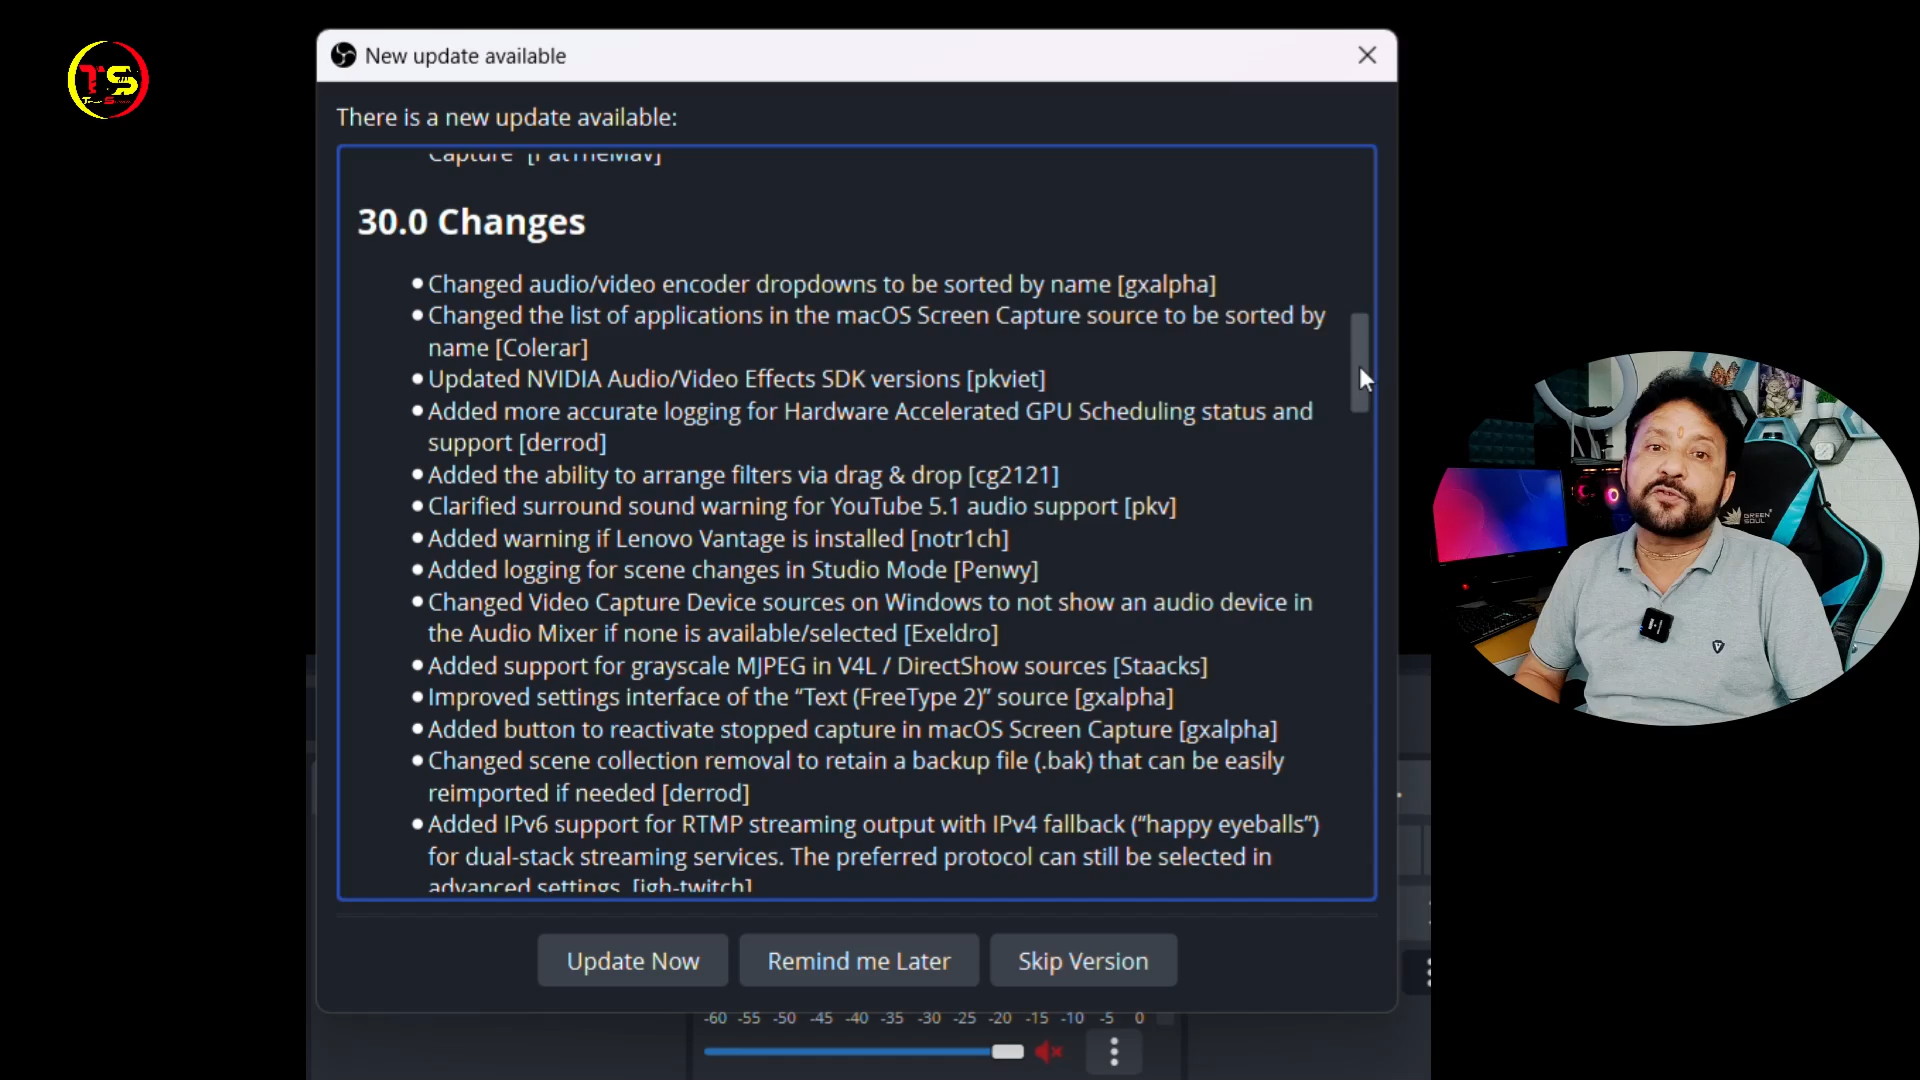 TS
New update available
There is a new update available:
Capture [PatTheMav]
30.0 Changes
• Changed audio/video encoder dropdowns to be sorted by name [gxalpha]
• Changed the list of applications in the macOS Screen Capture source to be sorted by
name [Colerar]
• Updated NVIDIA Audio/Video Effects SDK versions [pkviet]
• Added more accurate logging for Hardware Accelerated GPU Scheduling status and
support [derrod]
• Added the ability to arrange filters via drag & drop [cg2121]
• Clarified surround sound warning for YouTube 5.1 audio support [pkv]
• Added warning if Lenovo Vantage is installed [notr1ch]
• Added logging for scene changes in Studio Mode [Penwy]
• Changed Video Capture Device sources on Windows to not show an audio device in
the Audio Mixer if none is available/selected [Exeldro]
• Added support for grayscale MJPEG in V4L / DirectShow sources [Staacks]
• Improved settings interface of the “Text (FreeType 2)” source [gxalpha]
• Added button to reactivate stopped capture in macOS Screen Capture [gxalpha]
• Changed scene collection removal to retain a backup file (.bak) that can be easily
reimported if needed [derrod]
• Added IPv6 support for RTMP streaming output with IPv4 fallback (“happy eyeballs”)
for dual-stack streaming services. The preferred protocol can still be selected in
advanced settings. [jgh-twitch]
Update Now Remind me Later Skip Version
-60 -55 -50 -45 -40 -35 -30 -25 -20 -15 -10 -5 0
GREEN
SOUL